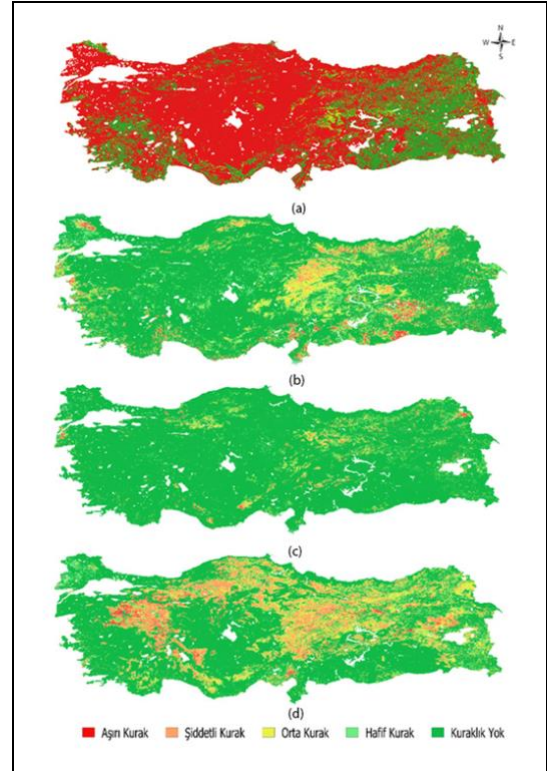 N
W E
S
(a)
(b)
(c)
(d)
Aşırı Kurak Şiddetli Kurak Orta Kurak Hafif Kurak Kuraklık Yok